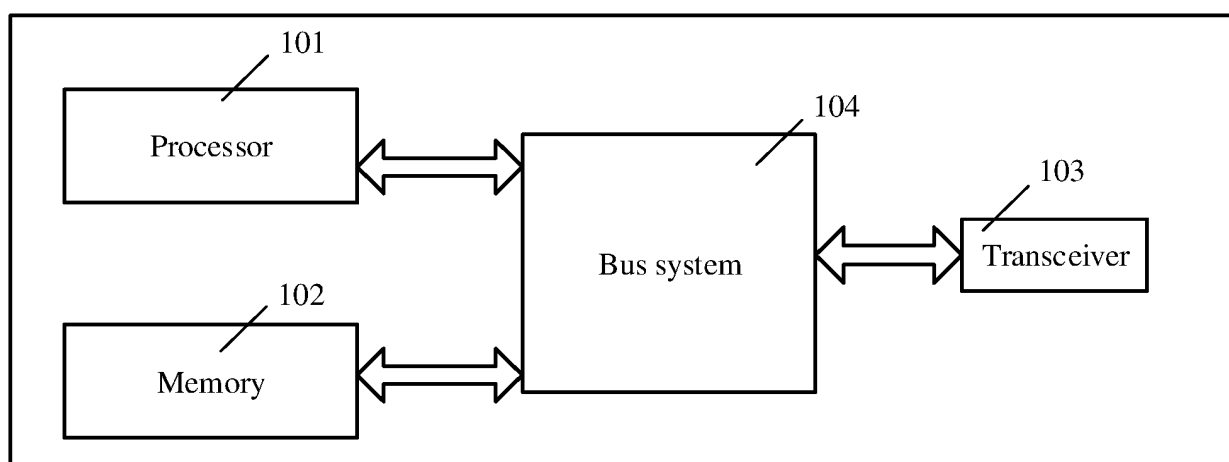 101
Processor
104
Bus system
103
Transceiver
102
Memory